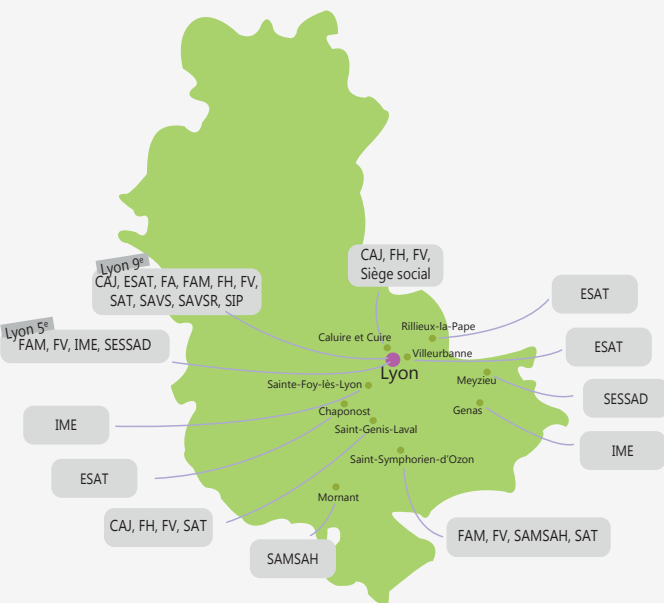 Lyon 9e
CAJ, ESAT, FA, FAM, FH, FV,
SAT, SAVS, SAVSR, SIP
CAJ, FH, FV,
Siège social
ESAT
Lyon 5e
FAM, FV, IME, SESSAD
Caluire et Cuire
Rillieux-la-Pape
Villeurbanne
ESAT
Lyon
Sainte-Foy-lès-Lyon
Meyzieu
SESSAD
IME
Chaponost
Genas
Saint-Genis-Laval
IME
Saint-Symphorien-d'Ozon
ESAT
Mornant
CAJ, FH, FV, SAT
FAM, FV, SAMSAH, SAT
SAMSAH